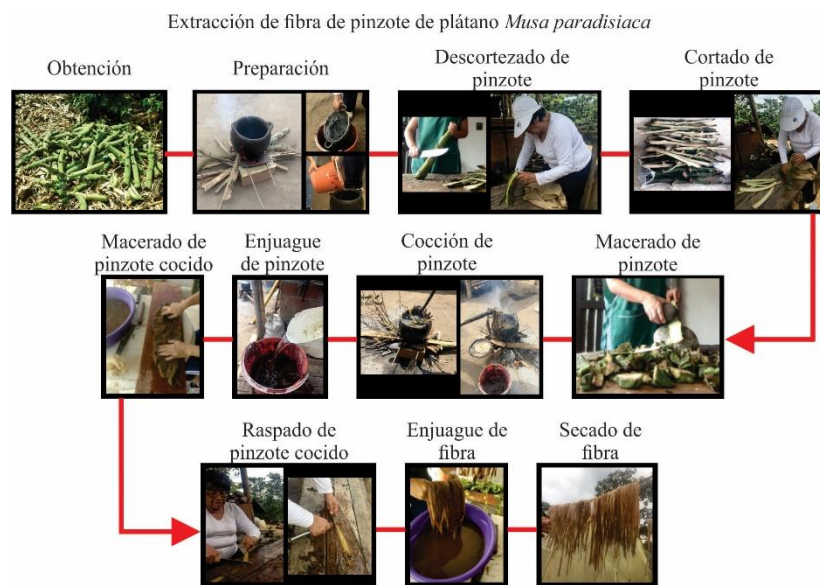 Extracción de fibra de pinzote de plátano Musa paradisiaca
Obtención
Preparación
Descortezado de
pinzote
Cortado de
pinzote
Macerado de
pinzote cocido
Enjuague
de pinzote
Cocción de
pinzote
Macerado de
pinzote
Raspado de
pinzote cocido
Enjuague de
fibra
Secado de
fibra